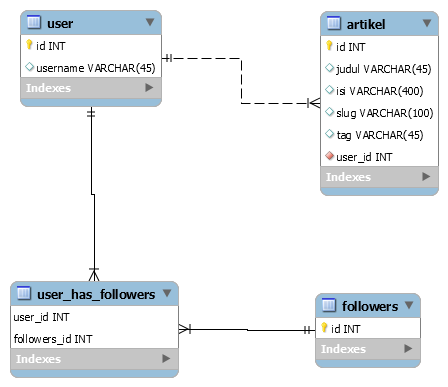 user
id INT
username VARCHAR(45)
Indexes
artikel
id INT
judul VARCHAR(45)
isi VARCHAR(400)
slug VARCHAR(100)
tag VARCHAR(45)
user_id INT
Indexes
user_has_followers
user_id INT
followers_id INT
Indexes
followers
id INT
Indexes